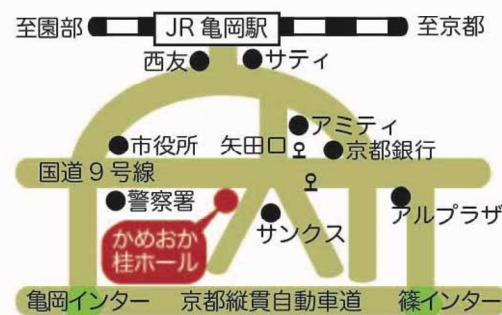 至園部
JR 亀岡駅
至京都
西友
サティ
アミティ
市役所
矢田口
京都銀行
国道9号線
警察署
アルプラザ
サンクス
かめおか
桂ホール
亀岡インター
京都縦貫自動車道
篠インター